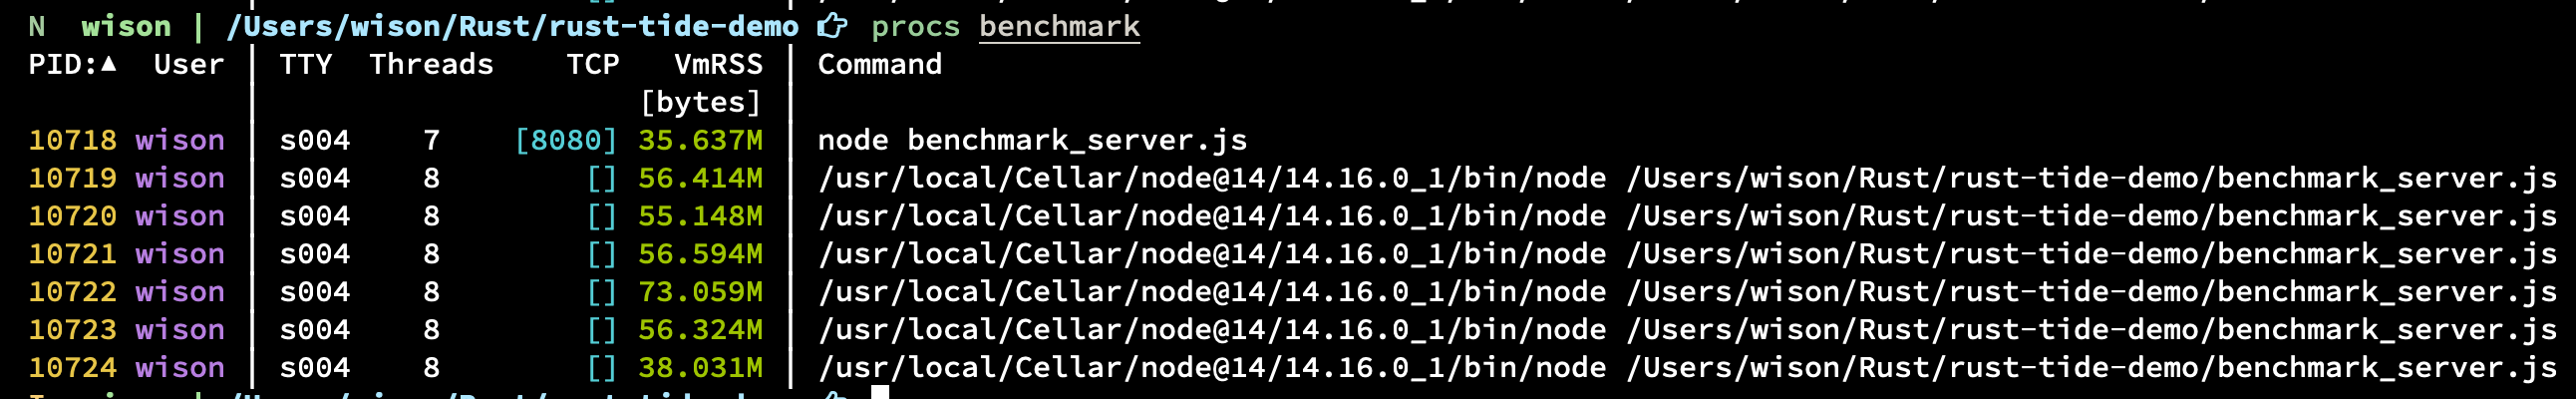 N wison | /Users/wison/Rust/rust-tide-demo procs benchmark
PID:▲ User │ TTY Threads TCP VmRSS │ Command
[bytes]
10718 wison │ s004 7 [8080] 35.637M │ node benchmark_server.js
10719 wison │ s004 8 [] 56.414M │ /usr/local/Cellar/node@14/14.16.0_1/bin/node /Users/wison/Rust/rust-tide-demo/benchmark_server.js
10720 wison │ s004 8 [] 55.148M │ /usr/local/Cellar/node@14/14.16.0_1/bin/node /Users/wison/Rust/rust-tide-demo/benchmark_server.js
10721 wison │ s004 8 [] 56.594M │ /usr/local/Cellar/node@14/14.16.0_1/bin/node /Users/wison/Rust/rust-tide-demo/benchmark_server.js
10722 wison │ s004 8 [] 73.059M │ /usr/local/Cellar/node@14/14.16.0_1/bin/node /Users/wison/Rust/rust-tide-demo/benchmark_server.js
10723 wison │ s004 8 [] 56.324M │ /usr/local/Cellar/node@14/14.16.0_1/bin/node /Users/wison/Rust/rust-tide-demo/benchmark_server.js
10724 wison │ s004 8 [] 38.031M │ /usr/local/Cellar/node@14/14.16.0_1/bin/node /Users/wison/Rust/rust-tide-demo/benchmark_server.js